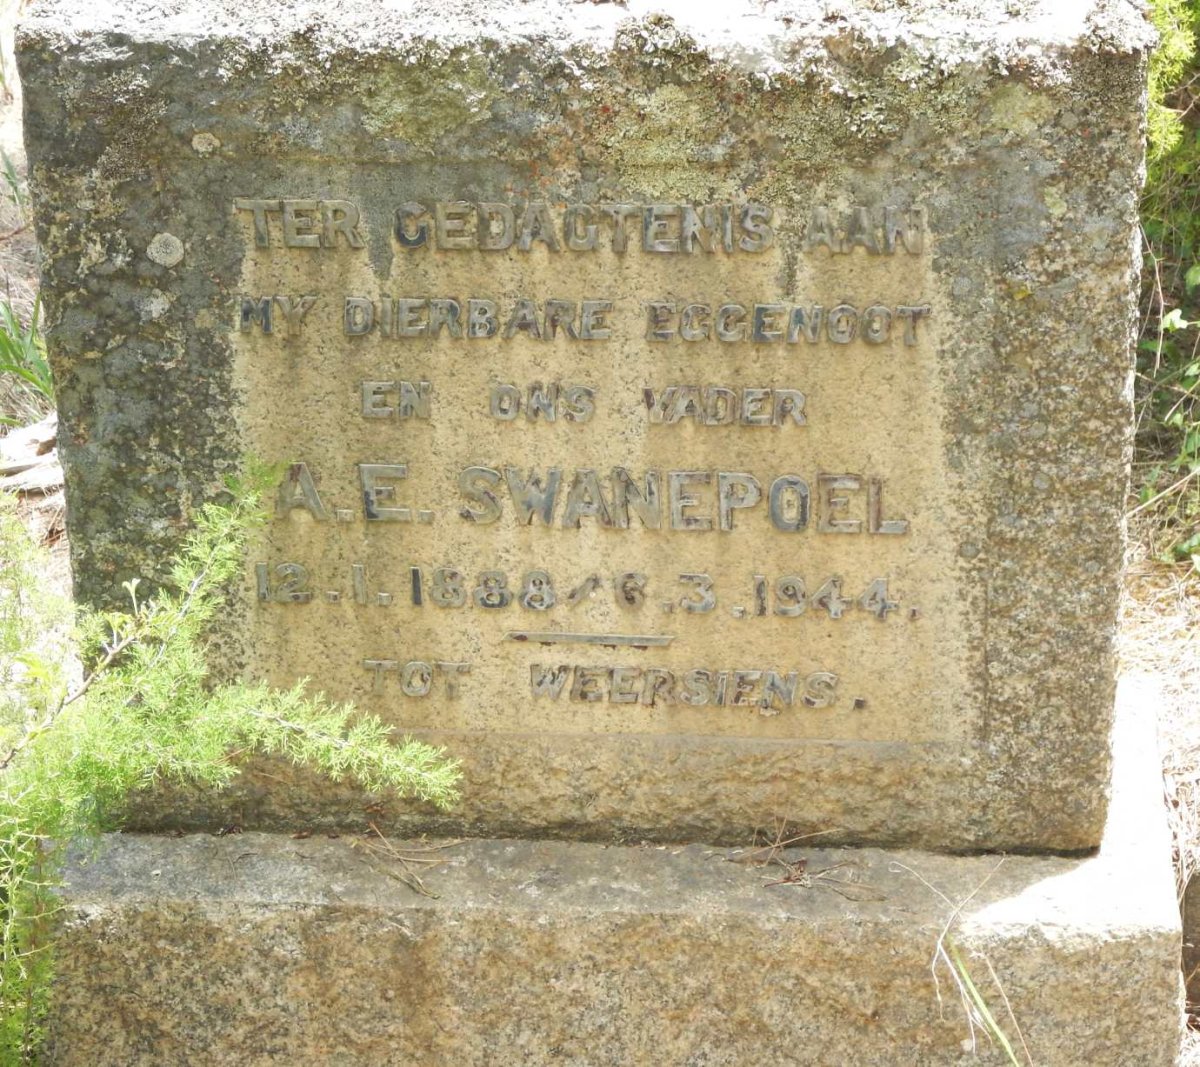 TER GEDAGTENIS AAN
MY DIERBARE EGGENOOT
EN ONS VADER
A.E. SWANEPOEL
12.1.1888/6.3.1944.
TOT WEERSIENS.